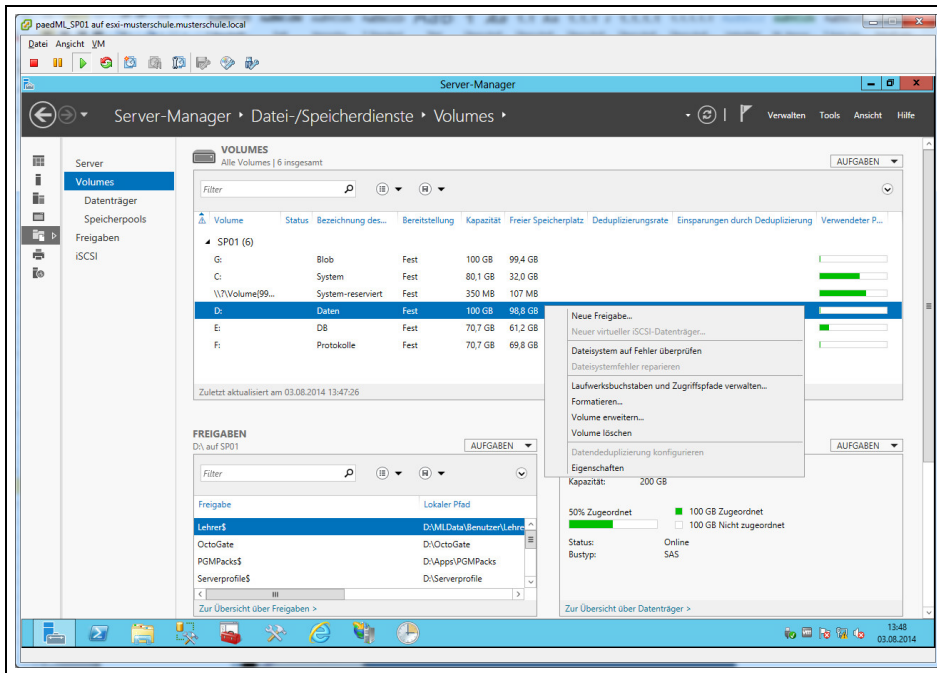 paedML_SP01 auf esxi-musterschule.musterschule.local
Datei Ansicht VM
Server-Manager
Server-Manager ‣ Datei-/Speicherdienste ‣ Volumes ‣
Verwalten Tools Ansicht Hilfe
Server
Volumes
Datenträger
Speicherpools
Freigaben
iSCSI
VOLUMES
Alle Volumes | 6 insgesamt
AUFGABEN
Filter
Volume Status Bezeichnung des... Bereitstellung Kapazität Freier Speicherplatz Deduplizierungsrate Einsparungen durch Deduplizierung Verwendeter P...
SP01 (6)
G: Blob Fest 100 GB 99,4 GB
C: System Fest 80,1 GB 32,0 GB
\\?\Volume{99... System-reserviert Fest 350 MB 107 MB
D: Daten Fest 100 GB 98,8 GB
E: DB Fest 70,7 GB 61,2 GB
F: Protokolle Fest 70,7 GB 69,8 GB
Zuletzt aktualisiert am 03.08.2014 13:47:26
Neue Freigabe...
Neuer virtueller iSCSI-Datenträger...
Dateisystem auf Fehler überprüfen
Dateisystemfehler reparieren
Laufwerksbuchstaben und Zugriffspfade verwalten...
Formatieren...
Volume erweitern...
Volume löschen
Datendeduplizierung konfigurieren
Eigenschaften
FREIGABEN
D:\ auf SP01
AUFGABEN
Filter
Freigabe Lokaler Pfad
Lehrer$ D:\MLData\Benutzer\Lehre
OctoGate D:\OctoGate
PGMPacks$ D:\Apps\PGMPacks
Serverprofile$ D:\Serverprofile
Zur Übersicht über Freigaben >
AUFGABEN
Kapazität: 200 GB
50% Zugeordnet
100 GB Zugeordnet
100 GB Nicht zugeordnet
Status: Online
Bustyp: SAS
Zur Übersicht über Datenträger >
13:48
03.08.2014